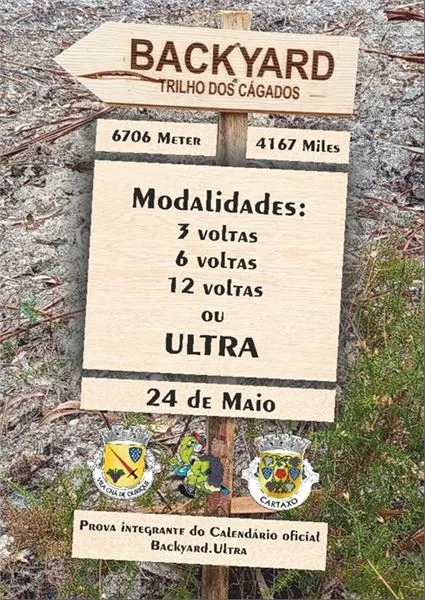 BACKYARD
TRILHO DOS CÁGADOS
6706 Meter
4167 Miles
Modalidades:
3 voltas
6 voltas
12 voltas
ou
ULTRA
24 de Maio
VILA CHÃ DE OURIQUE
CARTAXO
Prova integrante do Calendário oficial
Backyard.Ultra